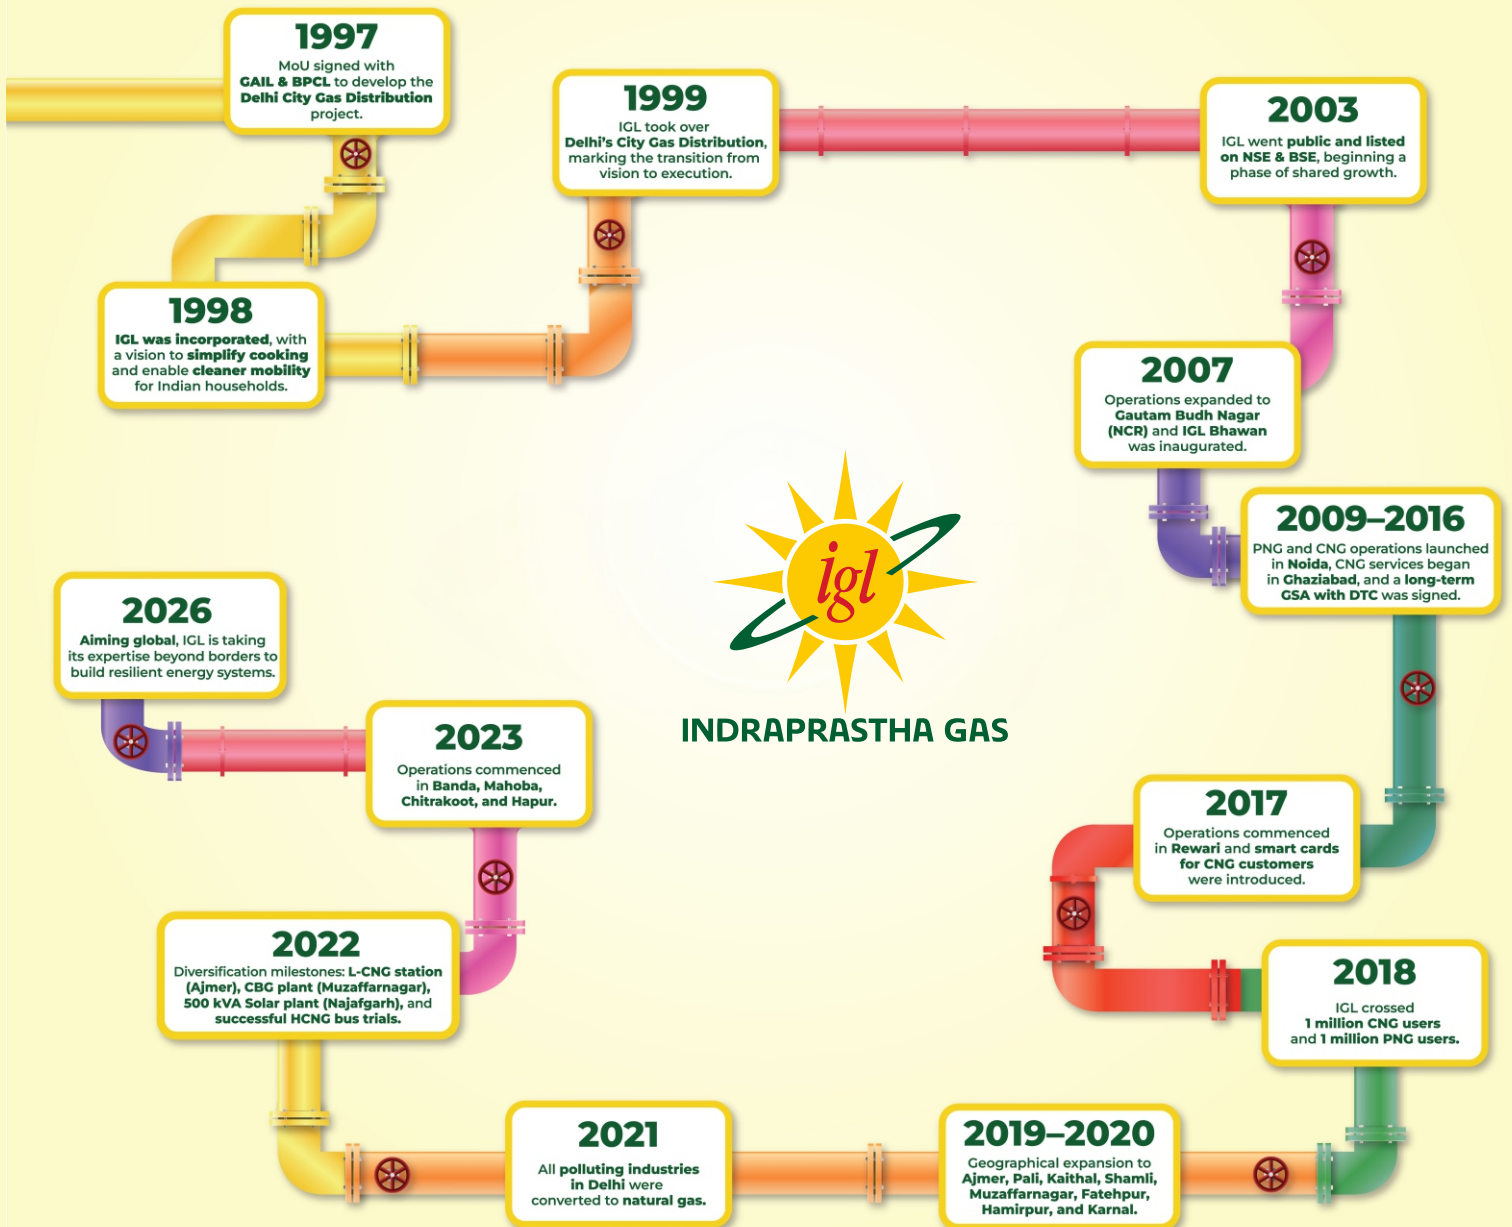 1997
MoU signed with
GAIL & BPCL to develop the
Delhi City Gas Distribution
project.
1998
IGL was incorporated, with
a vision to simplify cooking
and enable cleaner mobility
for Indian households.
1999
IGL took over
Delhi's City Gas Distribution,
marking the transition from
vision to execution.
2003
IGL went public and listed
on NSE & BSE, beginning a
phase of shared growth.
2007
Operations expanded to
Gautam Budh Nagar
(NCR) and IGL Bhawan
was inaugurated.
2009–2016
PNG and CNG operations launched
in Noida, CNG services began
in Ghaziabad, and a long-term
GSA with DTC was signed.
2017
Operations commenced
in Rewari and smart cards
for CNG customers
were introduced.
2018
IGL crossed
1 million CNG users
and 1 million PNG users.
2019–2020
Geographical expansion to
Ajmer, Pali, Kaithal, Shamli,
Muzaffarnagar, Fatehpur,
Hamirpur, and Karnal.
2021
All polluting industries
in Delhi were
converted to natural gas.
2022
Diversification milestones: L-CNG station
(Ajmer), CBG plant (Muzaffarnagar),
500 kVA Solar plant (Najafgarh), and
successful HCNG bus trials.
2023
Operations commenced
in Banda, Mahoba,
Chitrakoot, and Hapur.
2026
Aiming global, IGL is taking
its expertise beyond borders to
build resilient energy systems.
igl
INDRAPRASTHA GAS